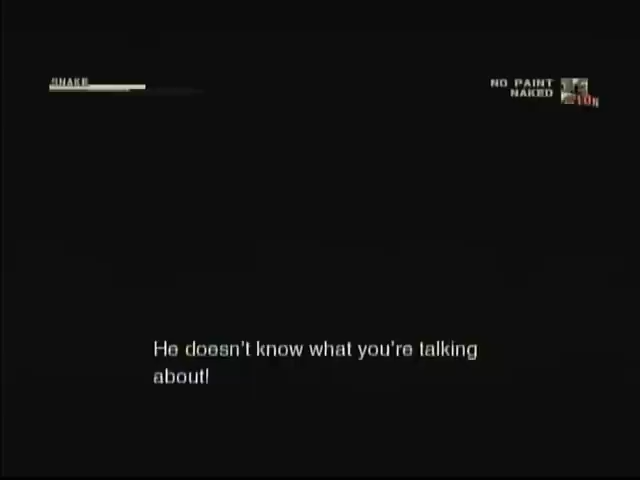 SNAKE
NO PAINT
NAKED
He doesn't know what you're talking
about!